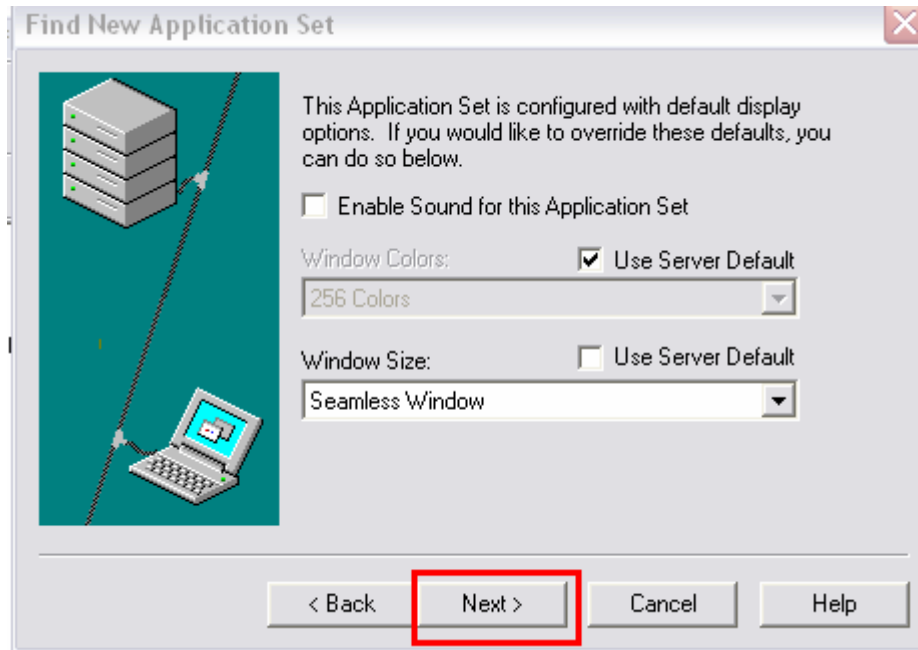 Find New Application Set
This Application Set is configured with default display
options. If you would like to override these defaults, you
can do so below.
Enable Sound for this Application Set
Window Colors: Use Server Default
256 Colors
Window Size: Use Server Default
Seamless Window
< Back Next > Cancel Help